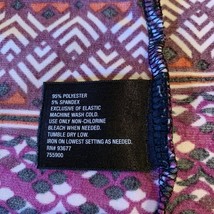 95% POLYESTER
5% SPANDEX
EXCLUSIVE OF ELASTIC
MACHINE WASH COLD.
USE ONLY NON-CHLORINE
BLEACH WHEN NEEDED.
TUMBLE DRY LOW.
IRON ON LOWEST SETTING AS NEEDED.
RN# 93677
755900